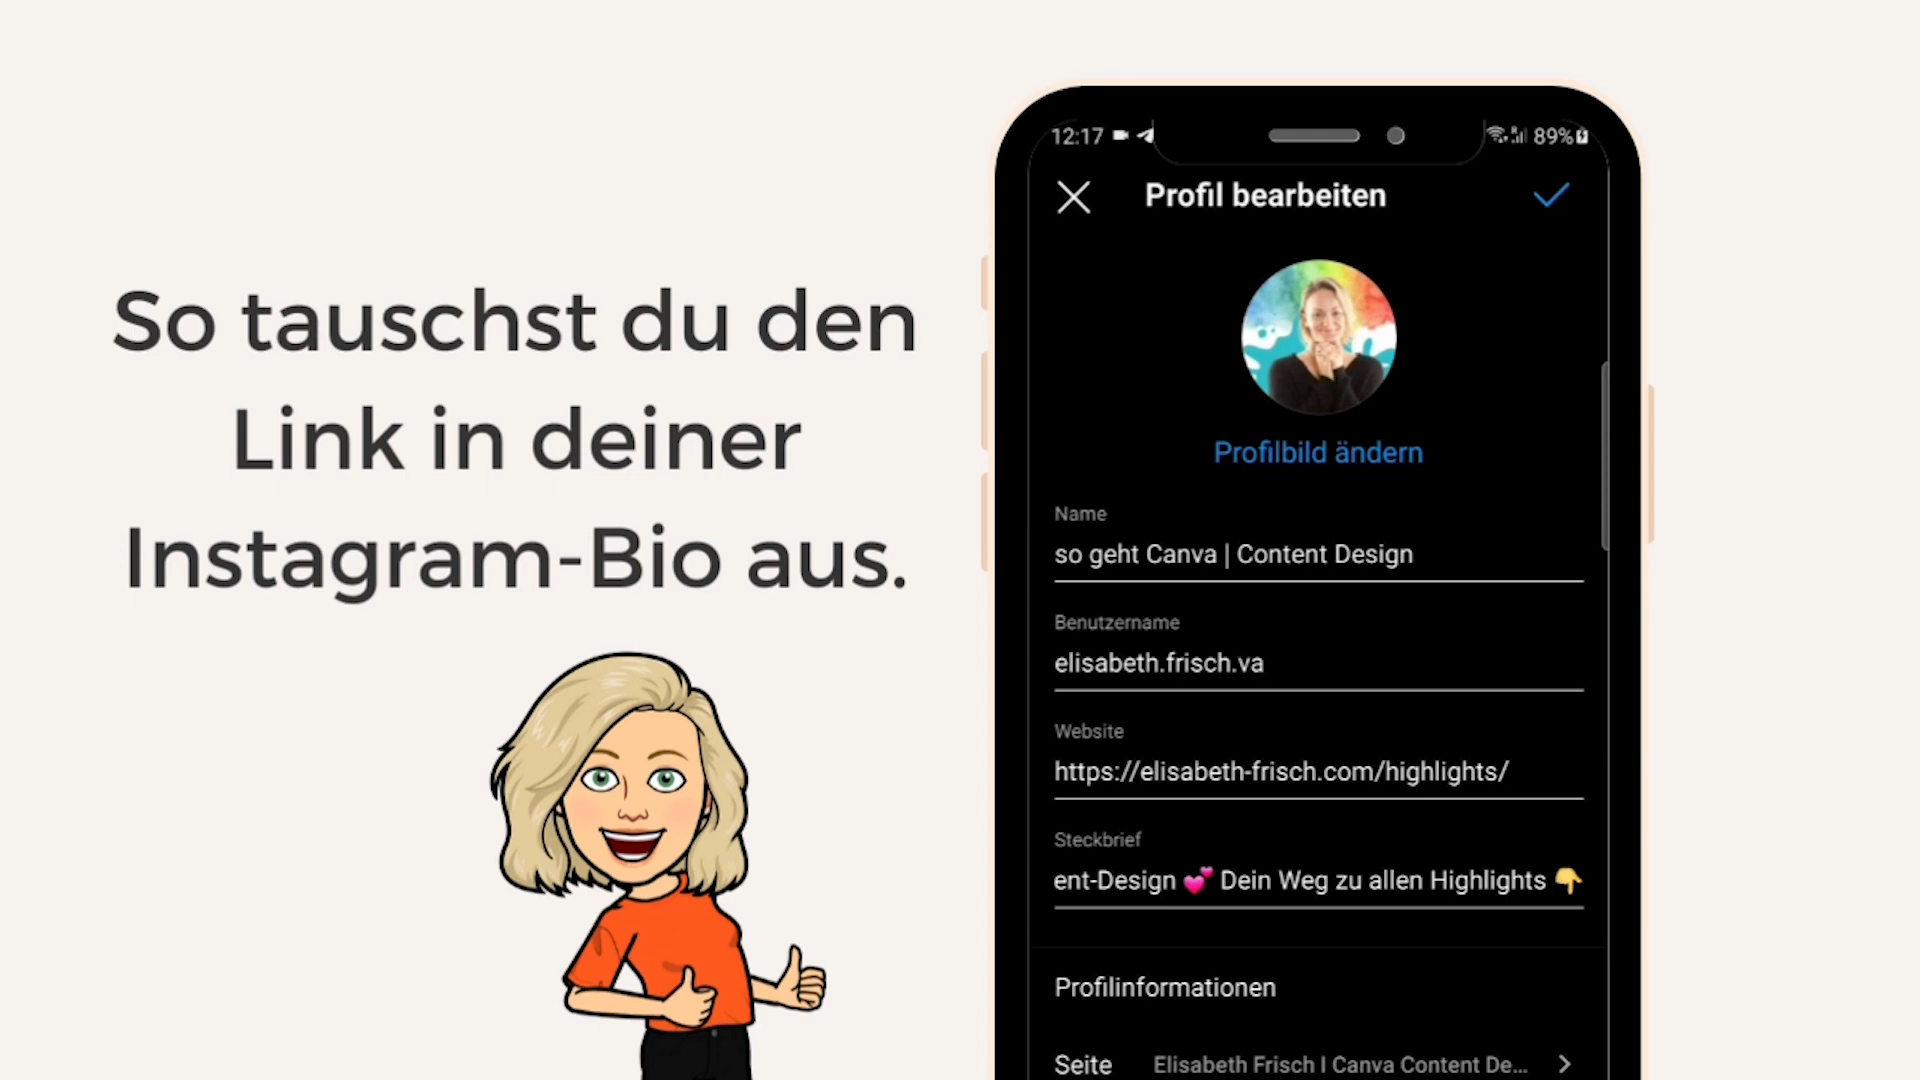 So tauschst du den
Link in deiner
Instagram-Bio aus.
12:17
89%
Profil bearbeiten
Profilbild ändern
Name
so geht Canva | Content Design
Benutzername
elisabeth.frisch.va
Website
https://elisabeth-frisch.com/highlights/
Steckbrief
ent-Design 💕 Dein Weg zu allen Highlights 👇
Profilinformationen
Seite Elisabeth Frisch I Canva Content De...